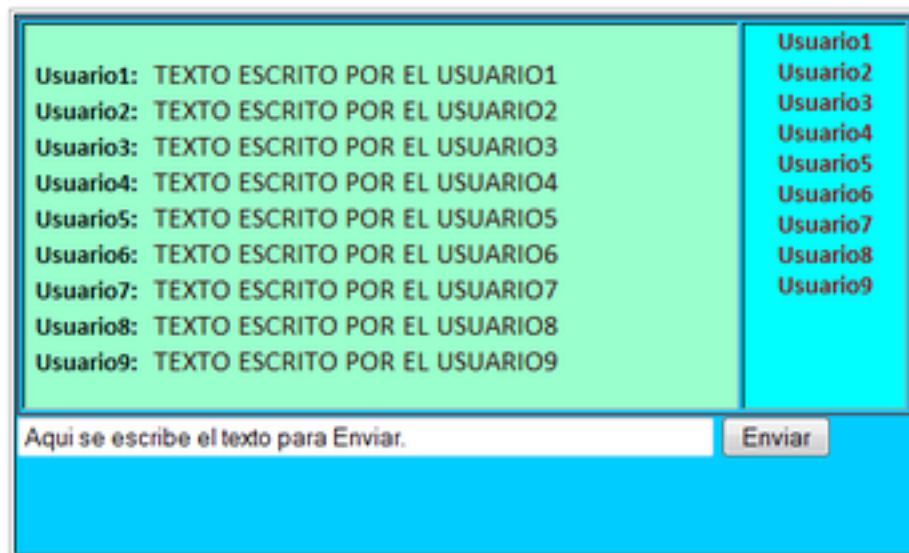 Usuario1: TEXTO ESCRITO POR EL USUARIO1
Usuario2: TEXTO ESCRITO POR EL USUARIO2
Usuario3: TEXTO ESCRITO POR EL USUARIO3
Usuario4: TEXTO ESCRITO POR EL USUARIO4
Usuario5: TEXTO ESCRITO POR EL USUARIO5
Usuario6: TEXTO ESCRITO POR EL USUARIO6
Usuario7: TEXTO ESCRITO POR EL USUARIO7
Usuario8: TEXTO ESCRITO POR EL USUARIO8
Usuario9: TEXTO ESCRITO POR EL USUARIO9
Usuario1
Usuario2
Usuario3
Usuario4
Usuario5
Usuario6
Usuario7
Usuario8
Usuario9
Aqui se escribe el texto para Enviar.
Enviar